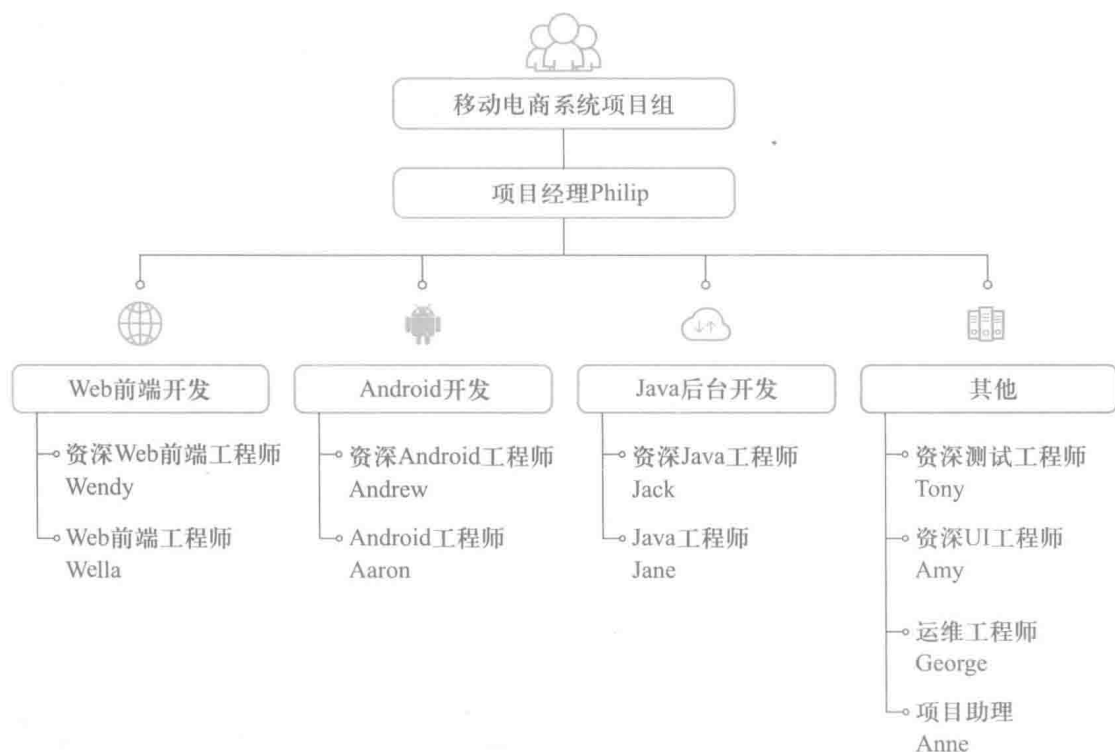 移动电商系统项目组
项目经理Philip
Web前端开发
资深Web前端工程师
Wendy
Web前端工程师
Wella
Android开发
资深Android工程师
Andrew
Android工程师
Aaron
Java后台开发
资深Java工程师
Jack
Java工程师
Jane
其他
资深测试工程师
Tony
资深UI工程师
Amy
运维工程师
George
项目助理
Anne